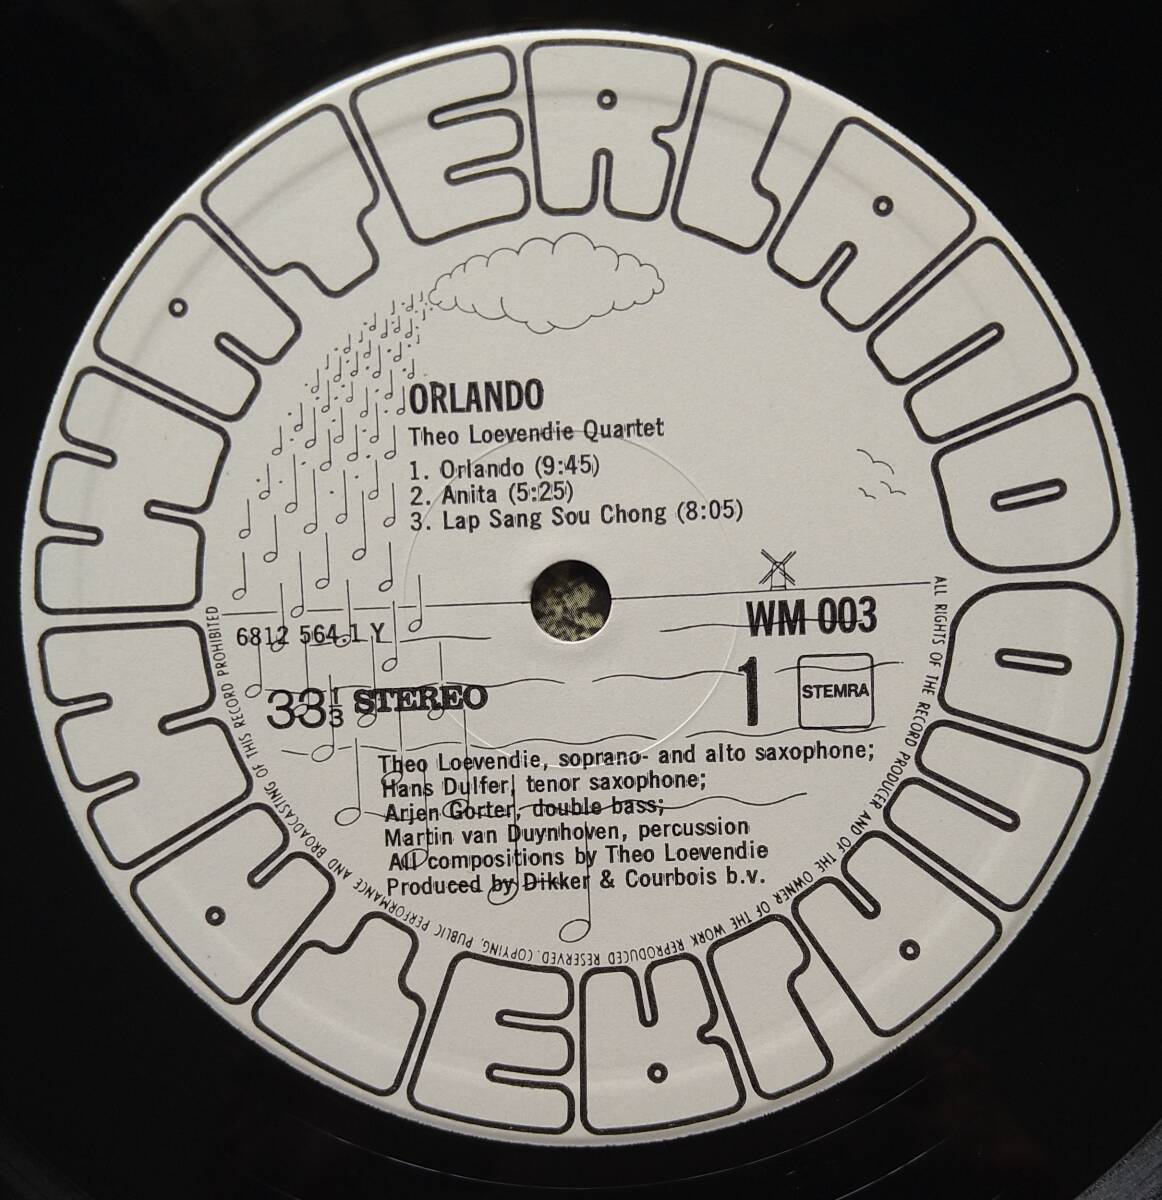 WATERLAND
WATERLAND
ORLANDO
Theo Loevendie Quartet
1. Orlando (9:45)
2. Anita (5:25)
3. Lap Sang Sou Chong (8:05)
WM 003
6812 564.1 Y
33 1/3 STEREO
1
STEMRA
Theo Loevendie, soprano- and alto saxophone;
Hans Dulfer, tenor saxophone;
Arjen Gorter, double bass;
Martin van Duynhoven, percussion
All compositions by Theo Loevendie
Produced by Dikker & Courbois b.v.
ALL RIGHTS OF THE RECORD PRODUCER AND OF THE OWNER OF THE WORK REPRODUCED RESERVED. COPYING, PUBLIC PERFORMANCE AND BROADCASTING OF THIS RECORD PROHIBITED